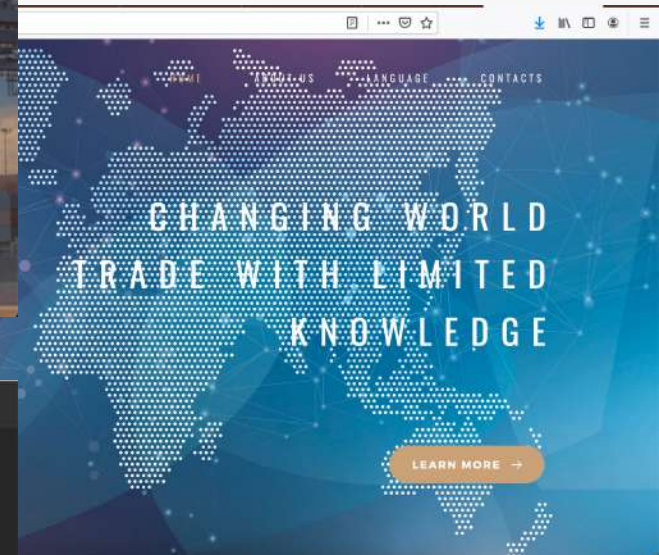 HOME ABOUT US LANGUAGE CONTACTS
CHANGING WORLD
TRADE WITH LIMITED
KNOWLEDGE
LEARN MORE →